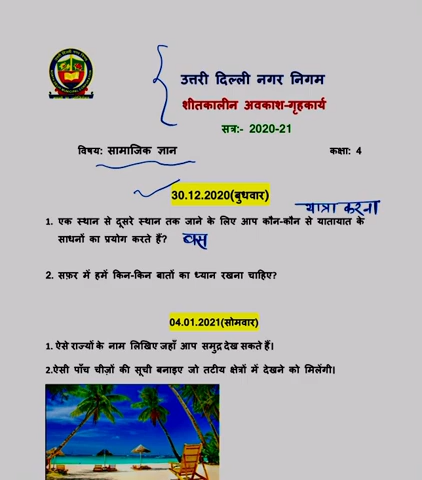 उत्तरी दिल्ली नगर निगम
शीतकालीन अवकाश-गृहकार्य
सत्र:- 2020-21
विषय: सामाजिक ज्ञान कक्षा: 4
30.12.2020(बुधवार)
यात्रा करना
1. एक स्थान से दूसरे स्थान तक जाने के लिए आप कौन-कौन से यातायात के
साधनों का प्रयोग करते हैं? बस
2. सफ़र में हमें किन-किन बातों का ध्यान रखना चाहिए?
04.01.2021(सोमवार)
1. ऐसे राज्यों के नाम लिखिए जहाँ आप समुद्र देख सकते हैं।
2.ऐसी पाँच चीज़ों की सूची बनाइए जो तटीय क्षेत्रों में देखने को मिलेंगी।